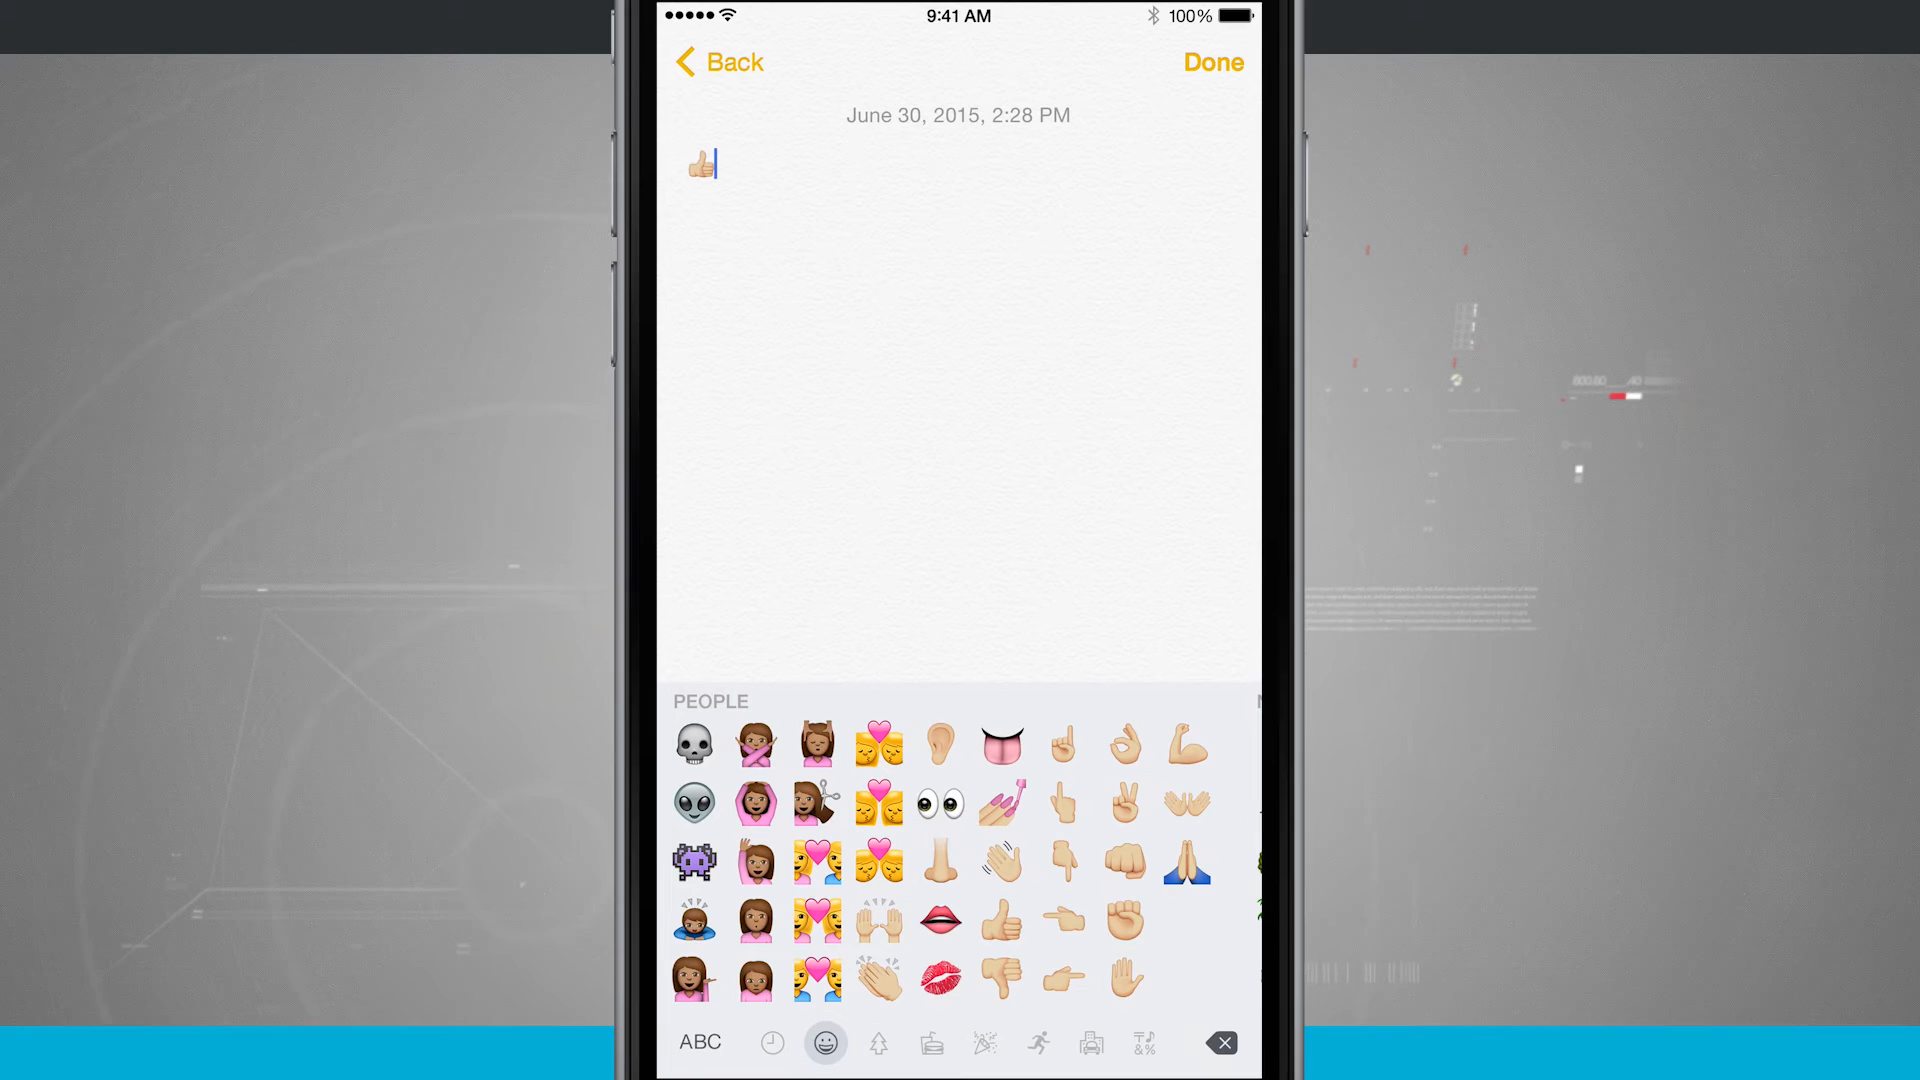 9:41 AM
100%
Back
Done
June 30, 2015, 2:28 PM
👍🏼
PEOPLE
ABC